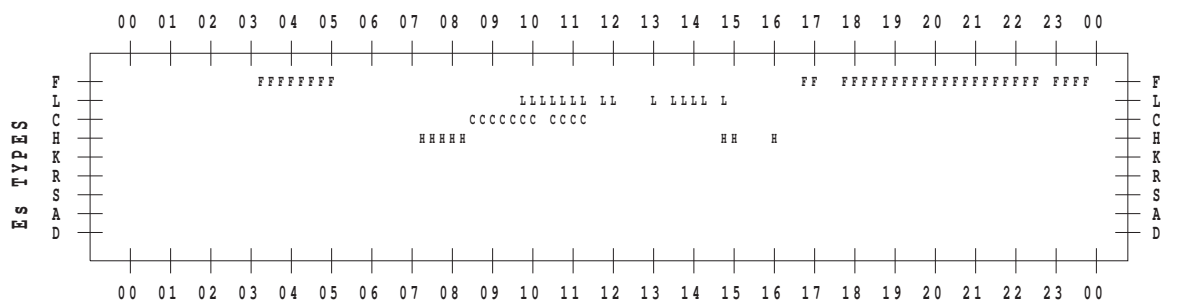 00 01 02 03 04 05 06 07 08 09 10 11 12 13 14 15 16 17 18 19 20 21 22 23 00
F FFFFFFFF FF FFFFFFFFFFFFFFFFFFFF FFFF F
L LLLLLLL LL L LLLL L L
C CCCCCCC CCCC C
H HHHHH HH H H
K K
R R
S S
A A
D D
Es TYPES
00 01 02 03 04 05 06 07 08 09 10 11 12 13 14 15 16 17 18 19 20 21 22 23 00